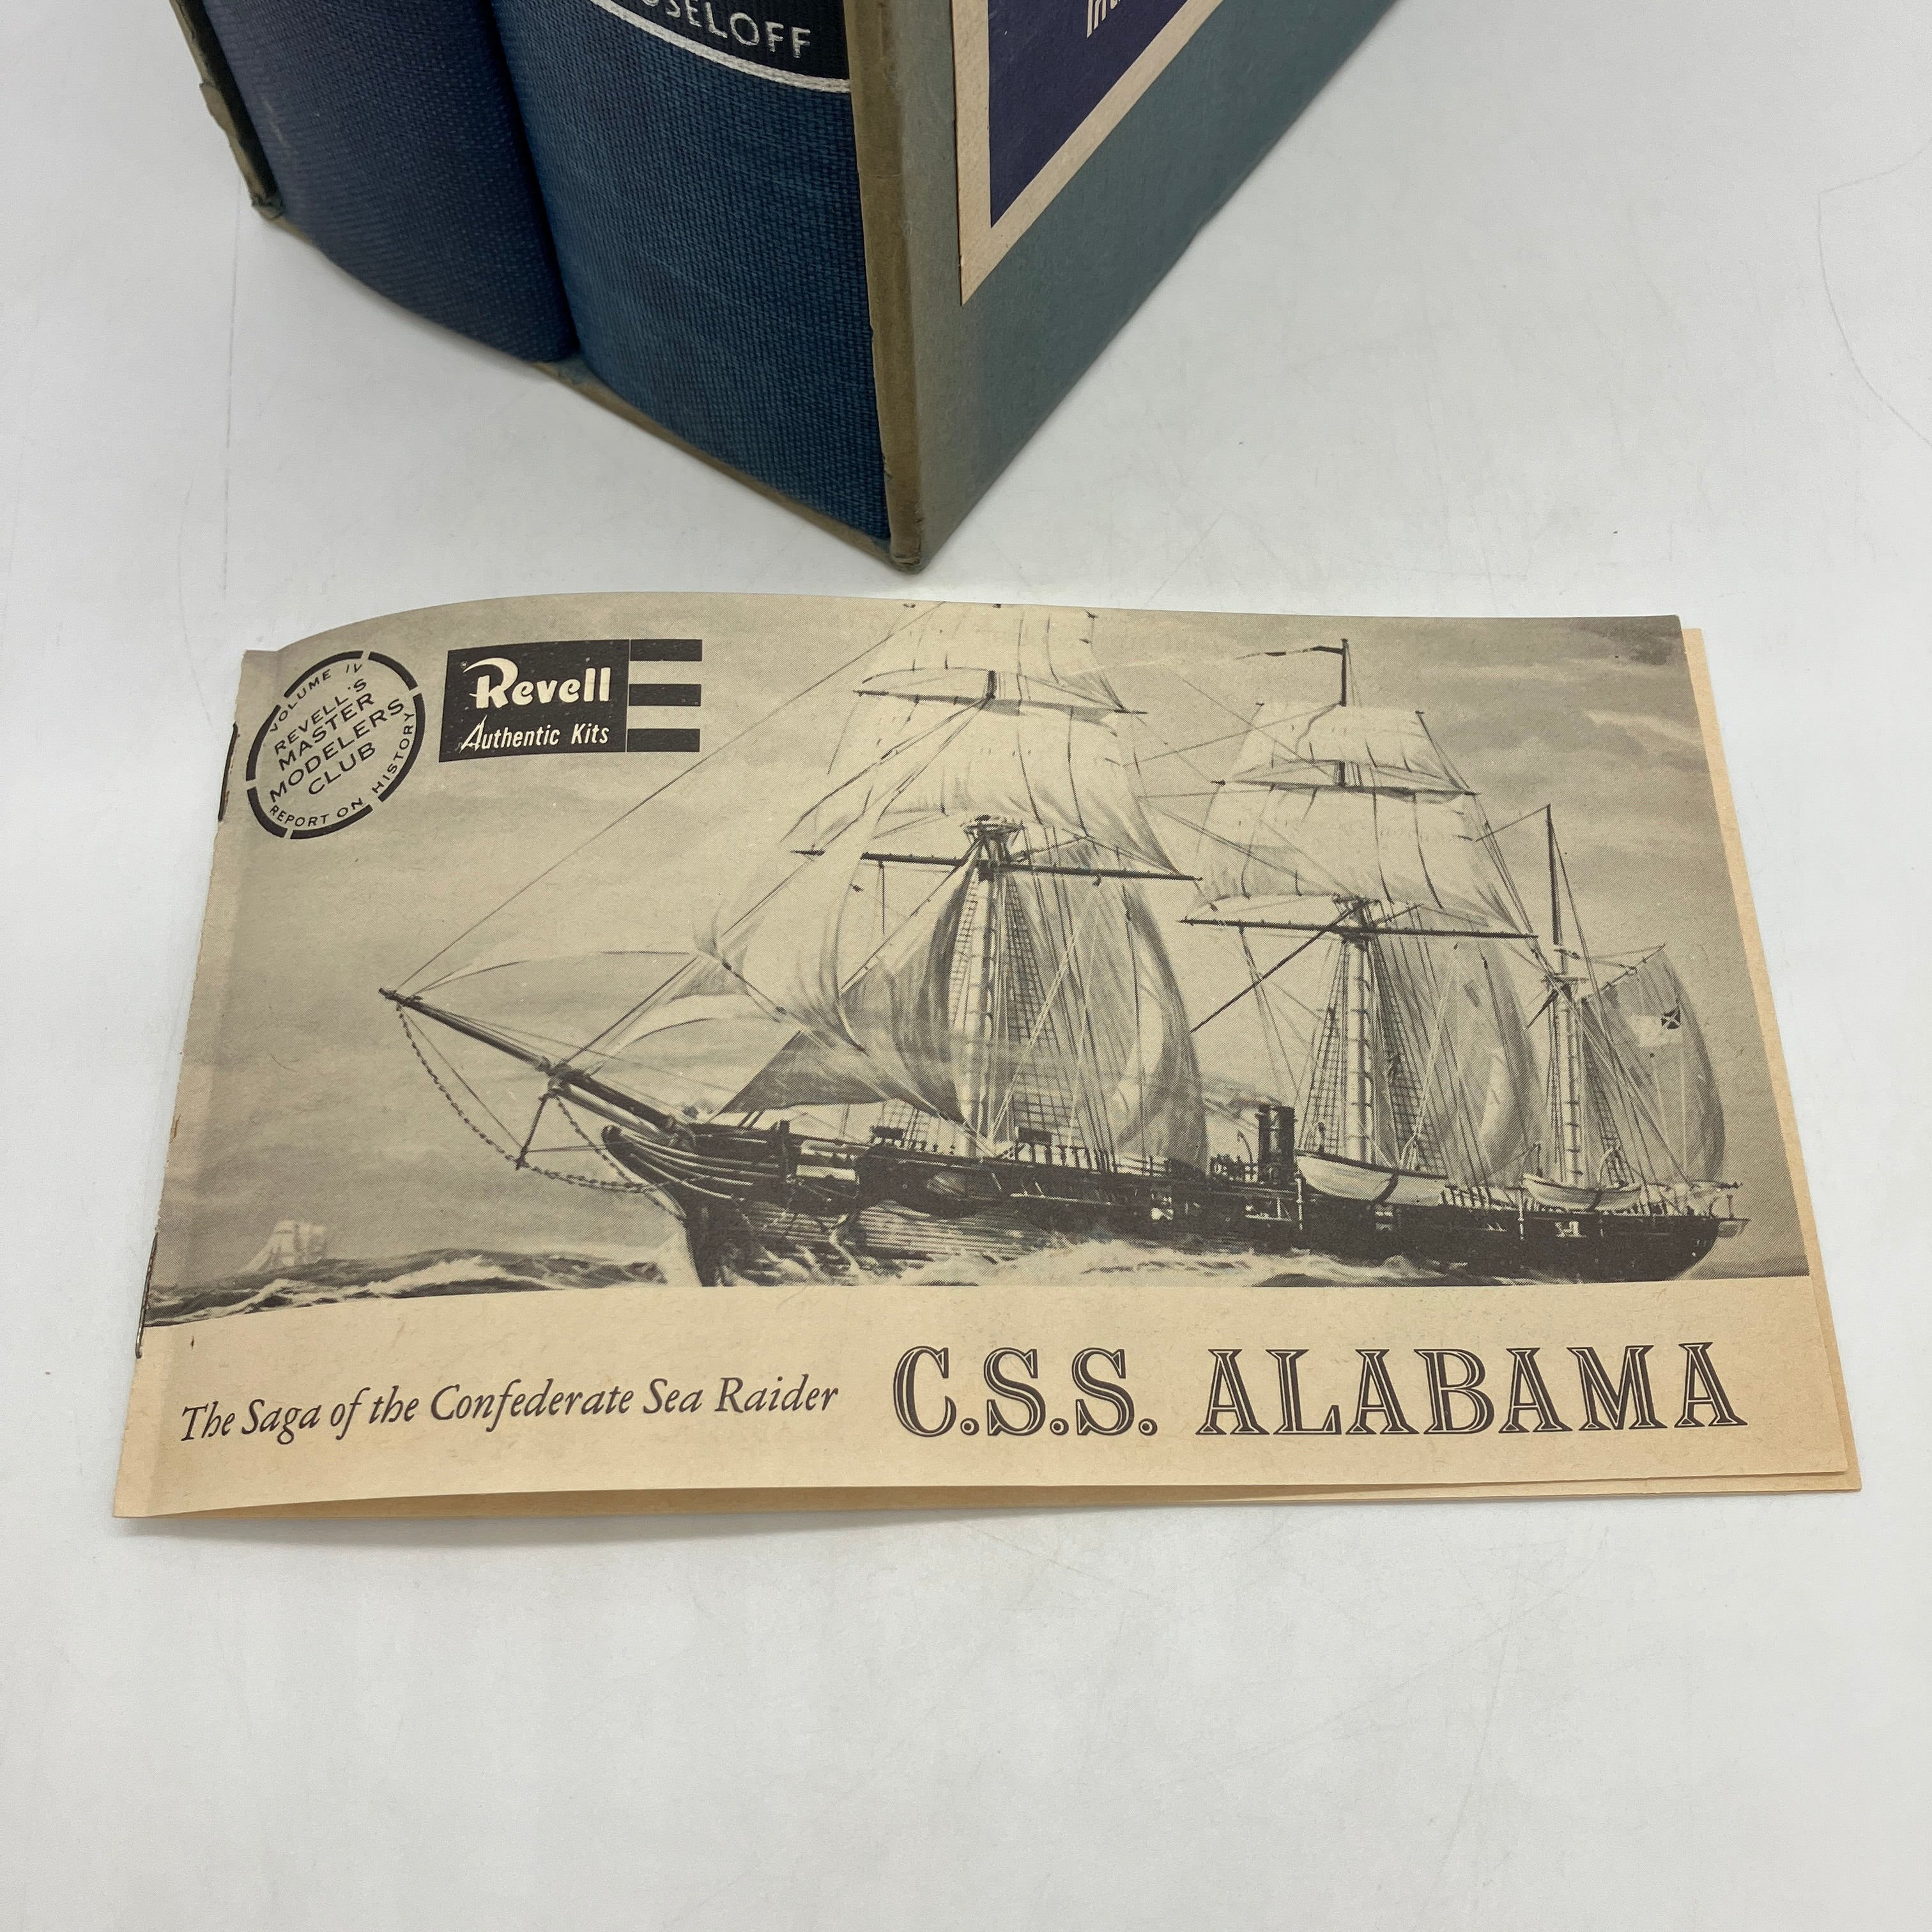 VOLUME IV
REVELL'S
MASTER
MODELERS
CLUB
REPORT ON HISTORY
Revell
Authentic Kits
The Saga of the Confederate Sea Raider
C.S.S. ALABAMA